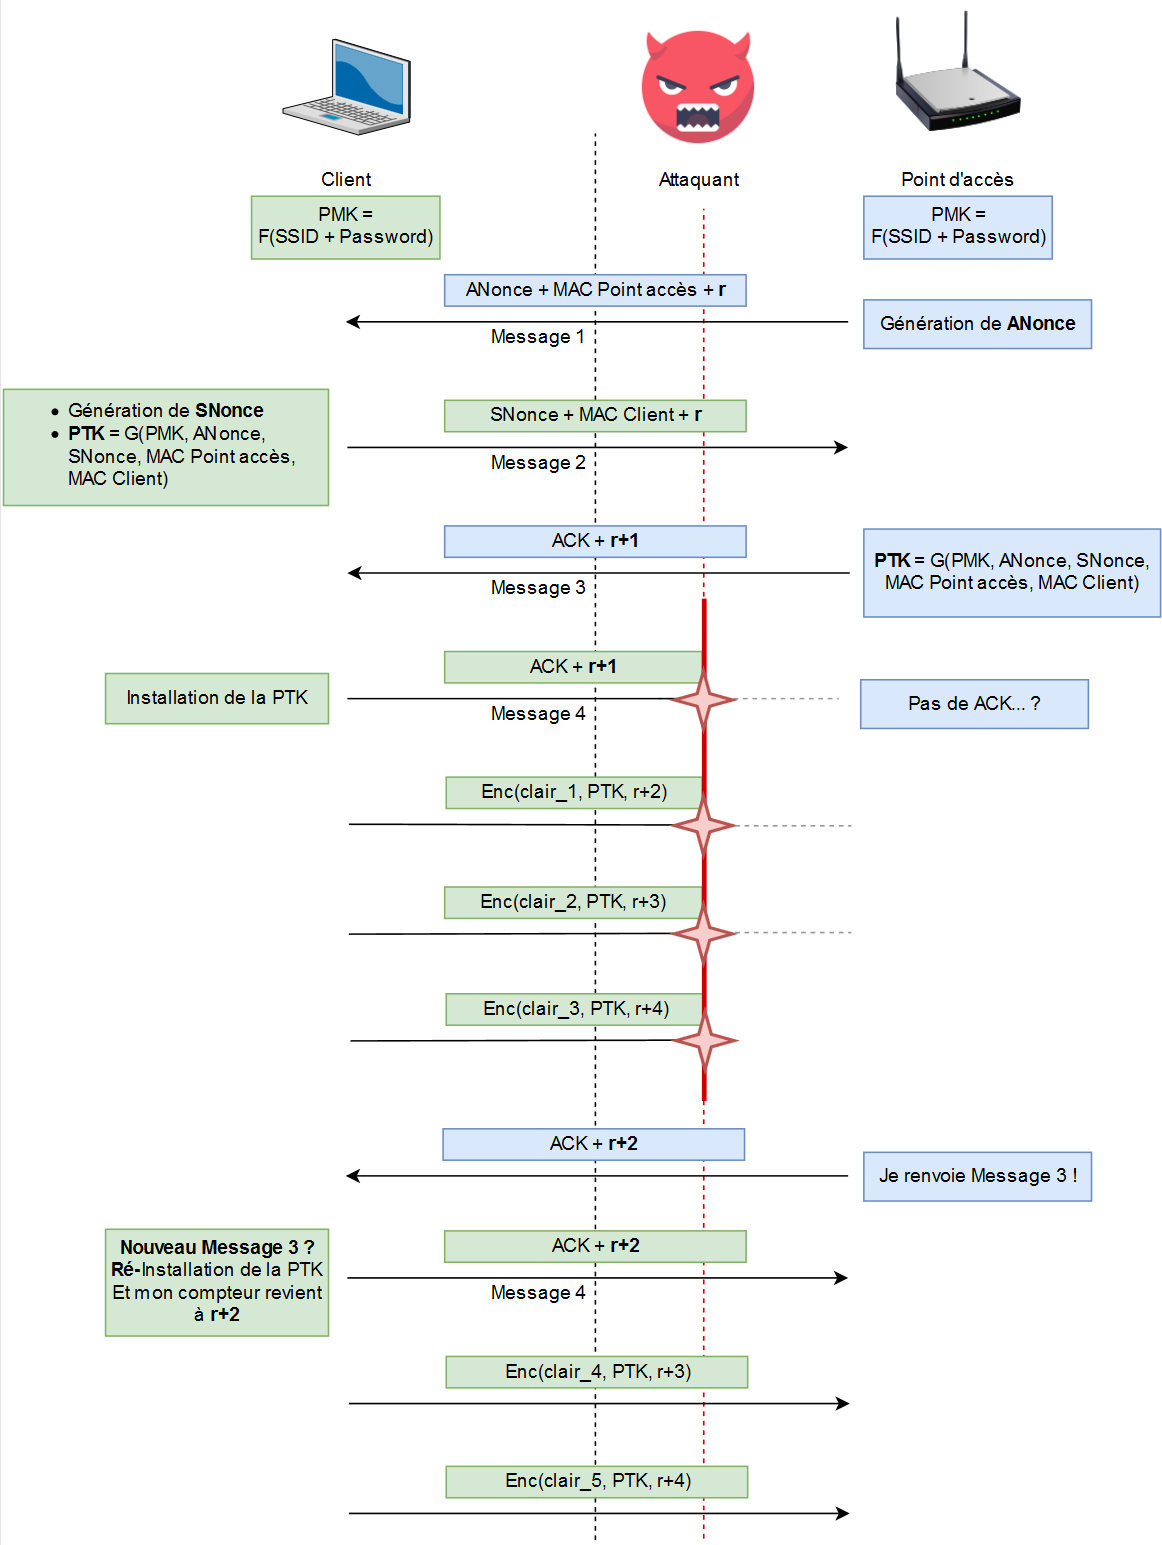 Client
Attaquant
Point d'accès
PMK =
F(SSID + Password)
PMK =
F(SSID + Password)
ANonce + MAC Point accès + r
Message 1
Génération de ANonce
• Génération de SNonce
• PTK = G(PMK, ANonce,
SNonce, MAC Point accès,
MAC Client)
SNonce + MAC Client + r
Message 2
ACK + r+1
Message 3
PTK = G(PMK, ANonce, SNonce,
MAC Point accès, MAC Client)
ACK + r+1
Installation de la PTK
Message 4
Pas de ACK... ?
Enc(clair_1, PTK, r+2)
Enc(clair_2, PTK, r+3)
Enc(clair_3, PTK, r+4)
ACK + r+2
Je renvoie Message 3 !
Nouveau Message 3 ?
Ré-Installation de la PTK
Et mon compteur revient
à r+2
ACK + r+2
Message 4
Enc(clair_4, PTK, r+3)
Enc(clair_5, PTK, r+4)